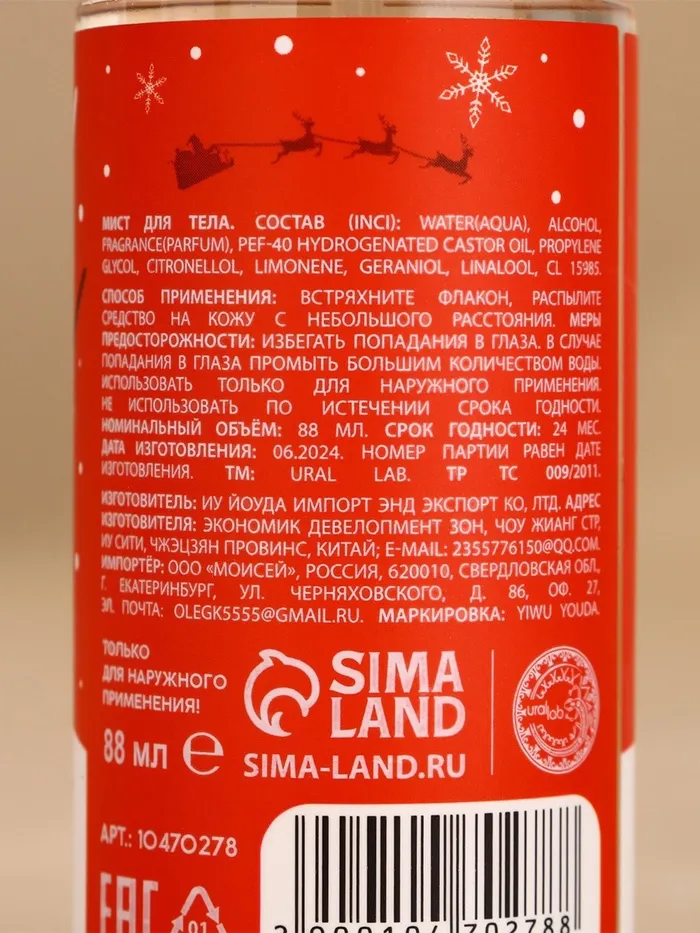 МИСТ ДЛЯ ТЕЛА. СОСТАВ (INCI): WATER(AQUA), ALCOHOL,
FRAGRANCE(PARFUM), PEF-40 HYDROGENATED CASTOR OIL, PROPYLENE
GLYCOL, CITRONELLOL, LIMONENE, GERANIOL, LINALOOL, CL 15985.
СПОСОБ ПРИМЕНЕНИЯ: ВСТРЯХНИТЕ ФЛАКОН, РАСПЫЛИТЕ
СРЕДСТВО НА КОЖУ С НЕБОЛЬШОГО РАССТОЯНИЯ. МЕРЫ
ПРЕДОСТОРОЖНОСТИ: ИЗБЕГАТЬ ПОПАДАНИЯ В ГЛАЗА. В СЛУЧАЕ
ПОПАДАНИЯ В ГЛАЗА ПРОМЫТЬ БОЛЬШИМ КОЛИЧЕСТВОМ ВОДЫ.
ИСПОЛЬЗОВАТЬ ТОЛЬКО ДЛЯ НАРУЖНОГО ПРИМЕНЕНИЯ.
НЕ ИСПОЛЬЗОВАТЬ ПО ИСТЕЧЕНИИ СРОКА ГОДНОСТИ.
НОМИНАЛЬНЫЙ ОБЪЁМ: 88 МЛ. СРОК ГОДНОСТИ: 24 МЕС.
ДАТА ИЗГОТОВЛЕНИЯ: 06.2024. НОМЕР ПАРТИИ РАВЕН ДАТЕ
ИЗГОТОВЛЕНИЯ. ТМ: URAL LAB. ТР ТС 009/2011.
ИЗГОТОВИТЕЛЬ: ИУ ЙОУДА ИМПОРТ ЭНД ЭКСПОРТ КО, ЛТД. АДРЕС
ИЗГОТОВИТЕЛЯ: ЭКОНОМИК ДЕВЕЛОПМЕНТ ЗОН, ЧОУ ЖИАНГ СТР,
ИУ СИТИ, ЧЖЭЦЗЯН ПРОВИНС, КИТАЙ; E-MAIL: 2355776150@QQ.COM.
ИМПОРТЁР: ООО «МОИСЕЙ», РОССИЯ, 620010, СВЕРДЛОВСКАЯ ОБЛ.,
Г. ЕКАТЕРИНБУРГ, УЛ. ЧЕРНЯХОВСКОГО, Д. 86, ОФ. 27,
ЭЛ. ПОЧТА: OLEGK5555@GMAIL.RU. МАРКИРОВКА: YIWU YOUDA.
ТОЛЬКО
ДЛЯ НАРУЖНОГО
ПРИМЕНЕНИЯ!
88 МЛ ℮
SIMA
LAND
SIMA-LAND.RU
ural lab
АРТ.: 10470278
EAC
01